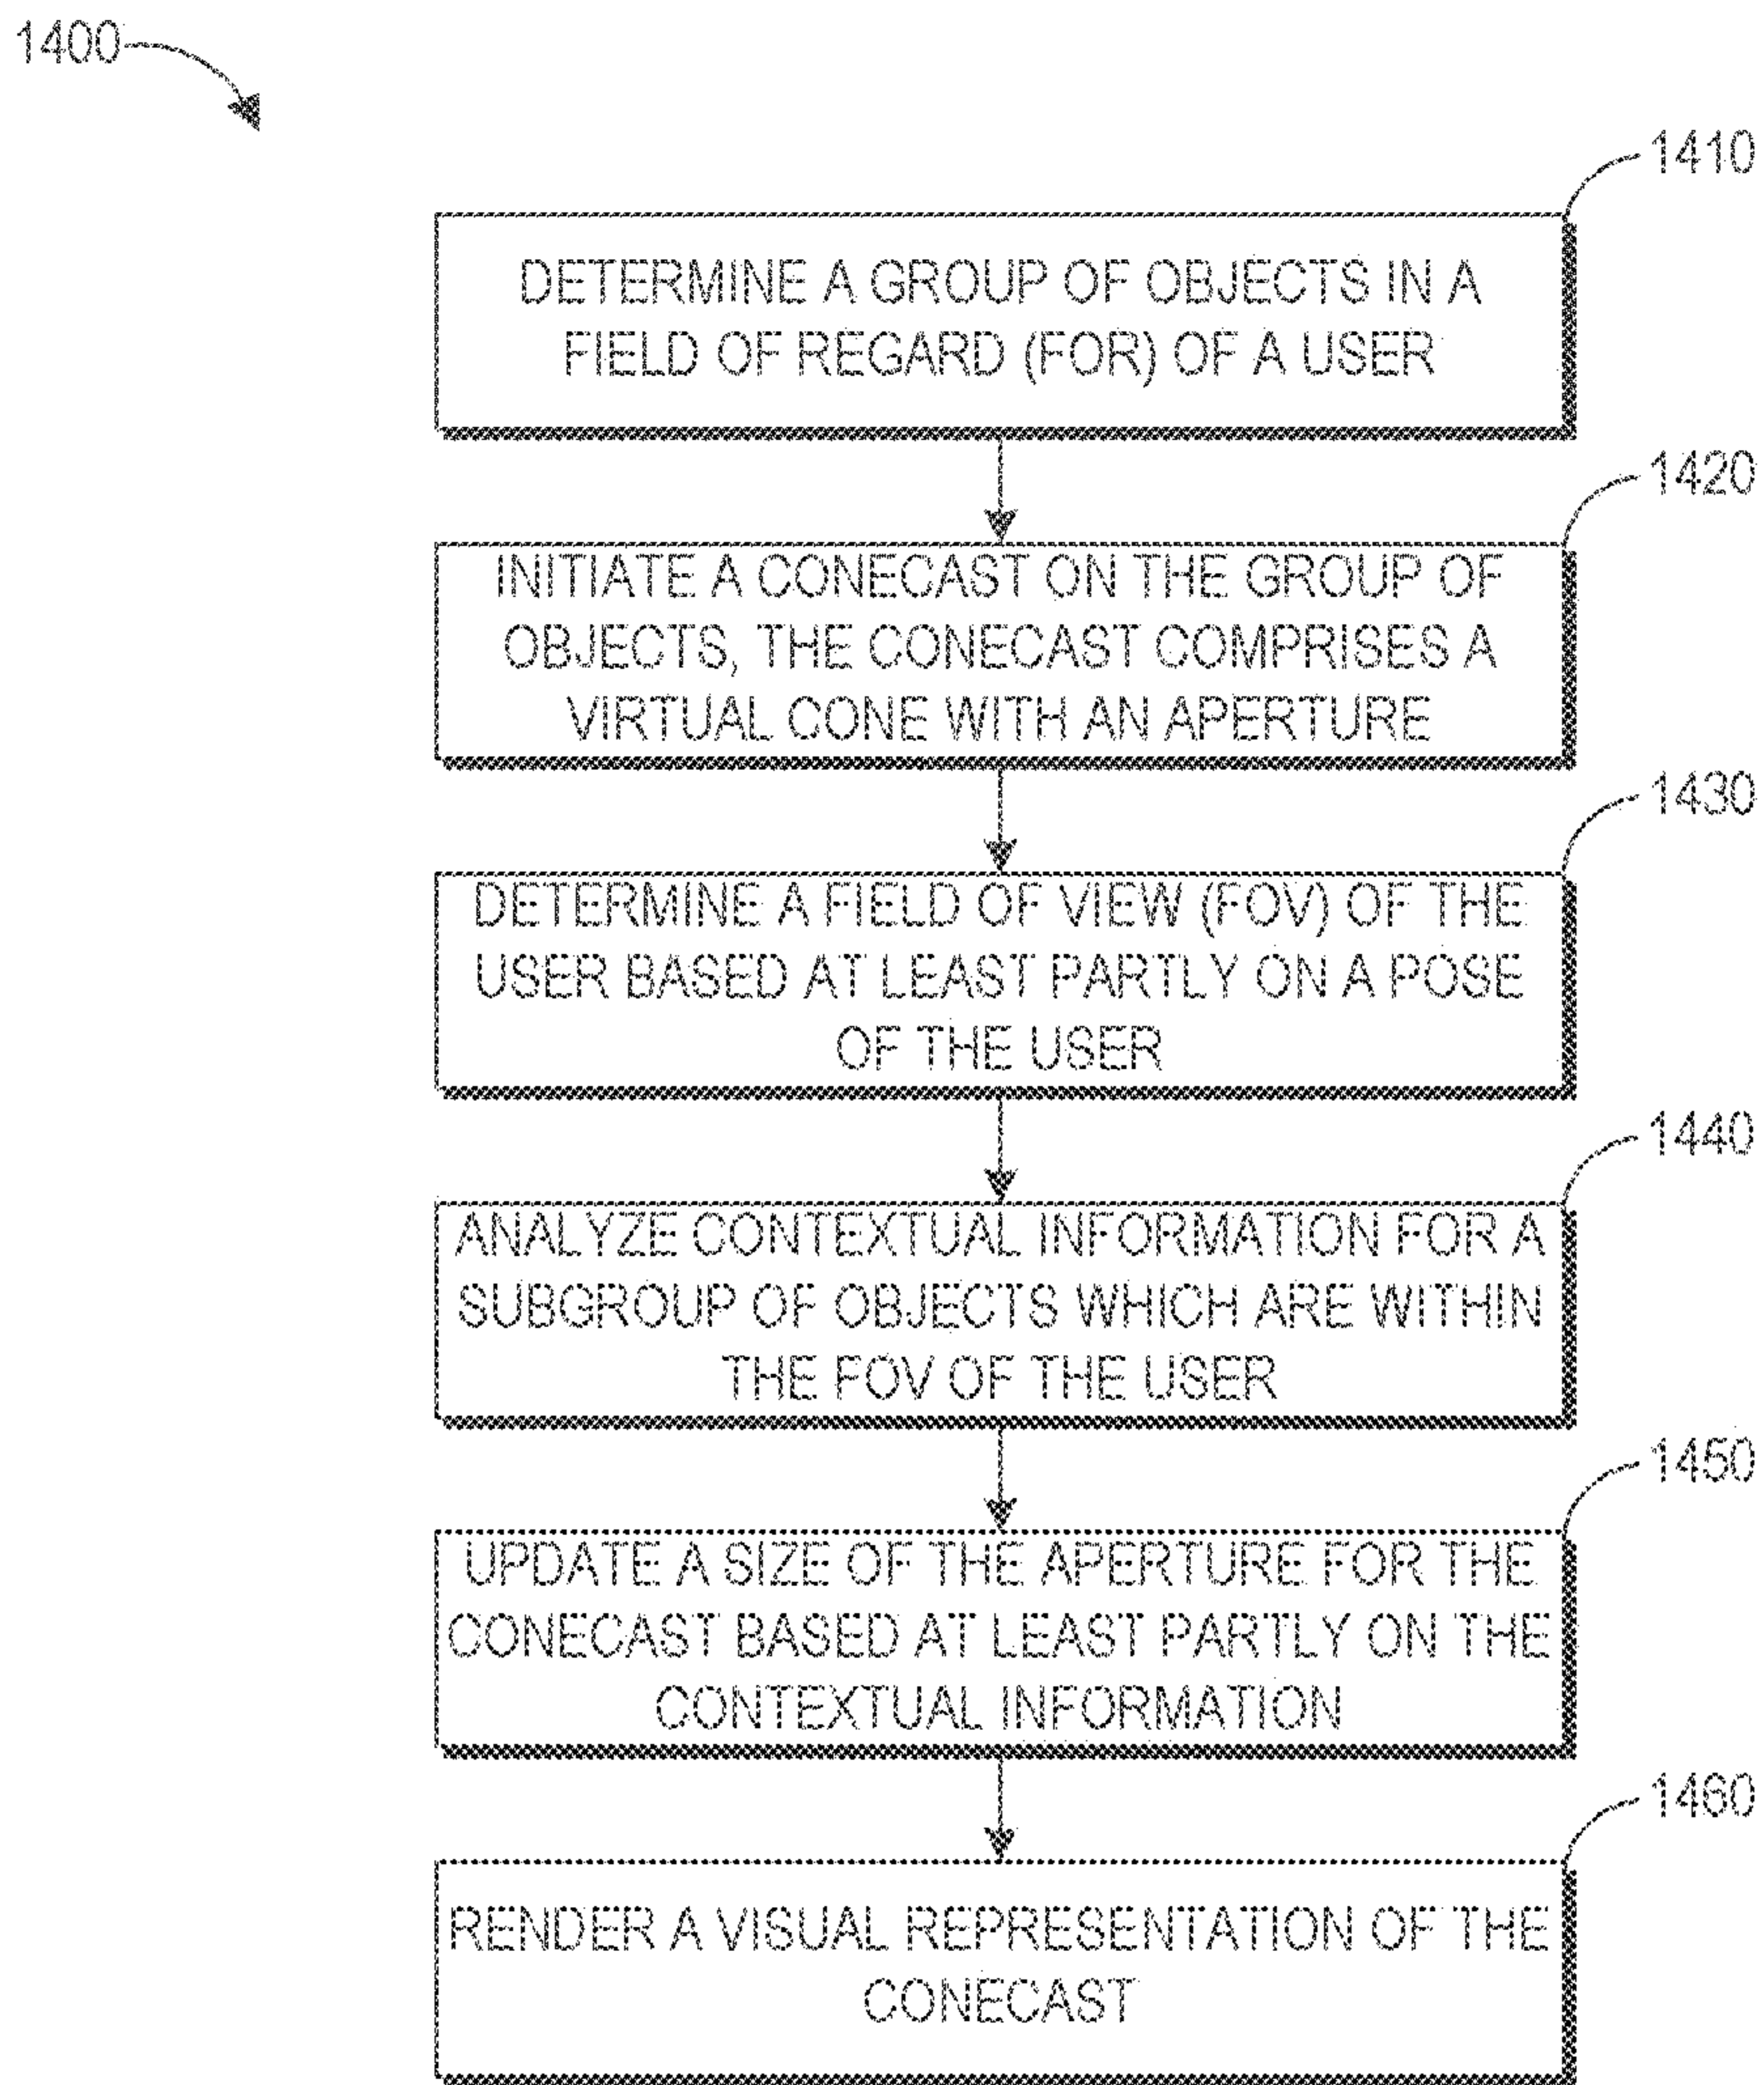 1400
1410
DETERMINE A GROUP OF OBJECTS IN A
FIELD OF REGARD (FOR) OF A USER
1420
INITIATE A CONECAST ON THE GROUP OF
OBJECTS, THE CONECAST COMPRISES A
VIRTUAL CONE WITH AN APERTURE
1430
DETERMINE A FIELD OF VIEW (FOV) OF THE
USER BASED AT LEAST PARTLY ON A POSE
OF THE USER
1440
ANALYZE CONTEXTUAL INFORMATION FOR A
SUBGROUP OF OBJECTS WHICH ARE WITHIN
THE FOV OF THE USER
1450
UPDATE A SIZE OF THE APERTURE FOR THE
CONECAST BASED AT LEAST PARTLY ON THE
CONTEXTUAL INFORMATION
1460
RENDER A VISUAL REPRESENTATION OF THE
CONECAST